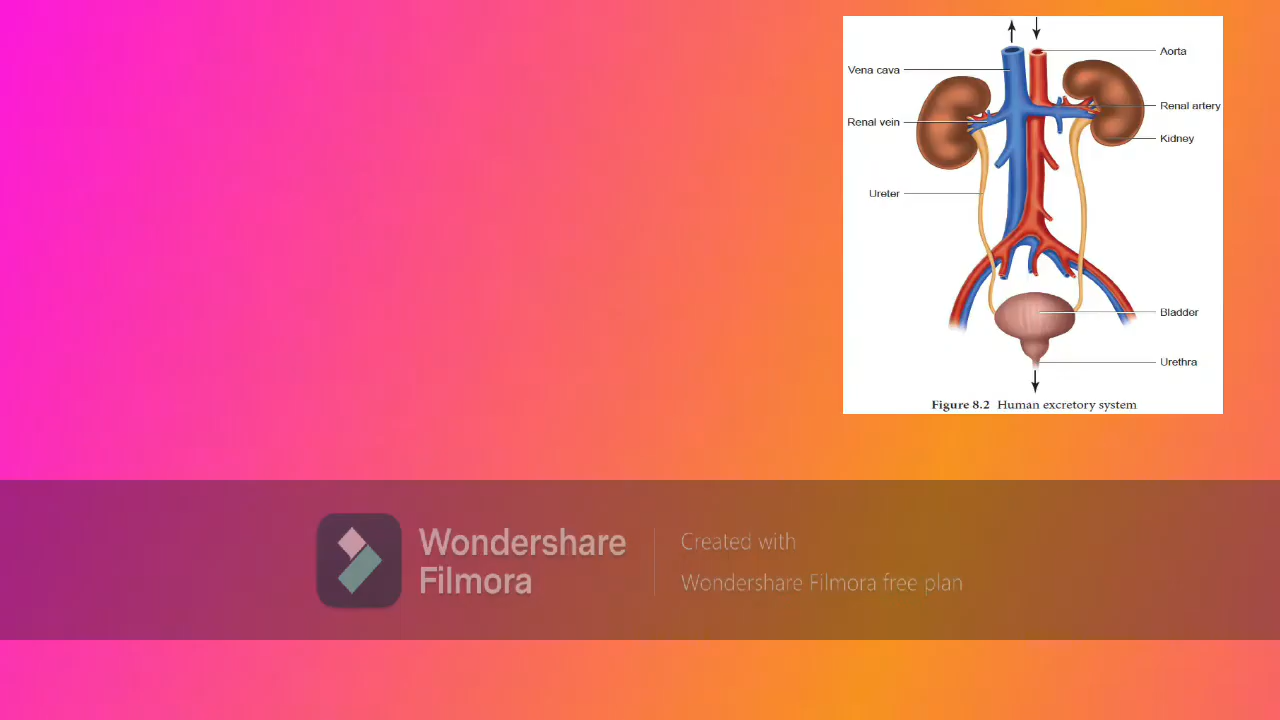 Aorta
Vena cava
Renal artery
Renal vein
Kidney
Ureter
Bladder
Urethra
Figure 8.2 Human excretory system
Wondershare
Filmora
Created with
Wondershare Filmora free plan